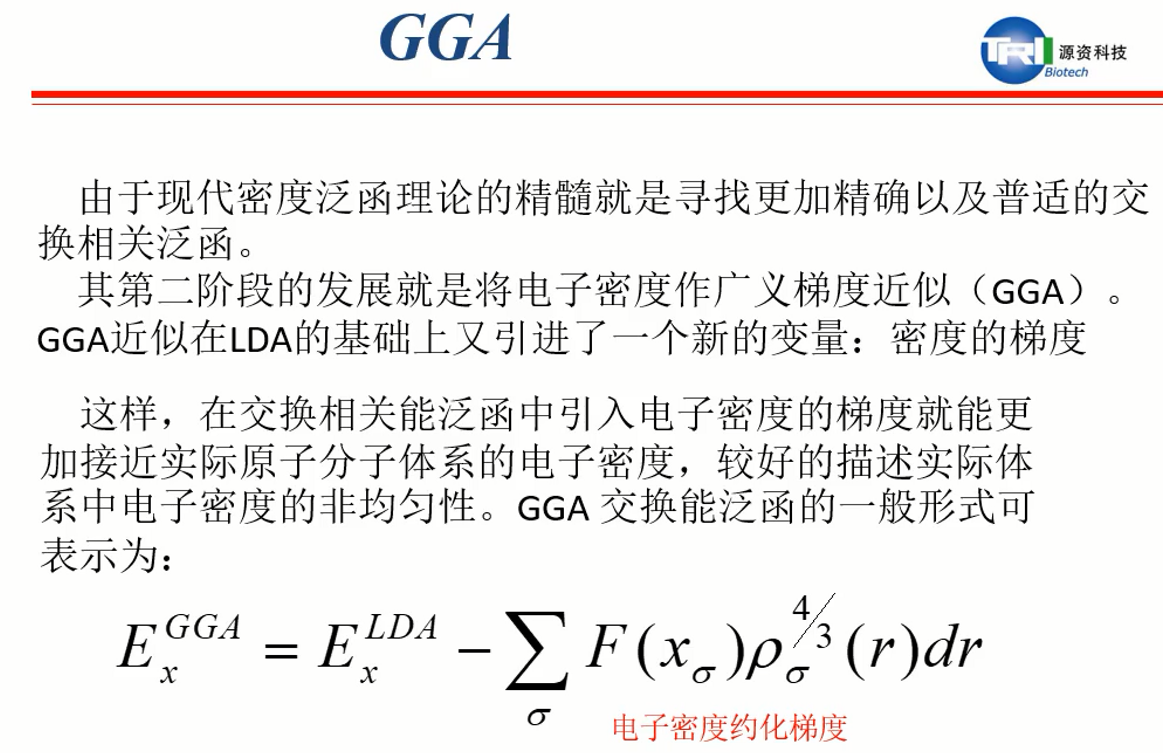 GGA
TRI 源资科技
Biotech
由于现代密度泛函理论的精髓就是寻找更加精确以及普适的交
换相关泛函。
其第二阶段的发展就是将电子密度作广义梯度近似（GGA）。
GGA近似在LDA的基础上又引进了一个新的变量：密度的梯度
这样，在交换相关能泛函中引入电子密度的梯度就能更
加接近实际原子分子体系的电子密度，较好的描述实际体
系中电子密度的非均匀性。GGA 交换能泛函的一般形式可
表示为：
E_x^{GGA} = E_x^{LDA} − ∑_σ F(x_σ)ρ_σ^{4/3}(r)dr
电子密度约化梯度